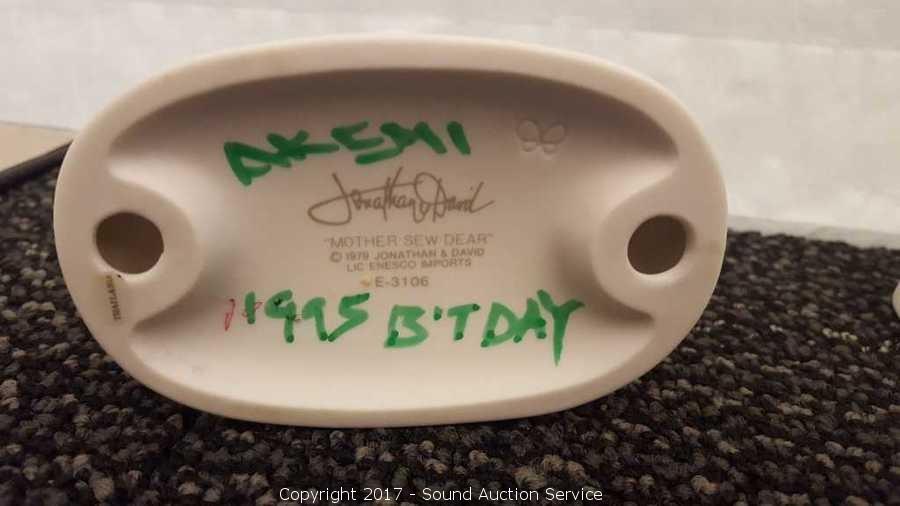 AKEMI
Jonathan & David
"MOTHER SEW DEAR"
© 1979 JONATHAN & DAVID
LIC ENESCO IMPORTS
E-3106
THAILAND
1995 B'TDAY
Copyright 2017 - Sound Auction Service